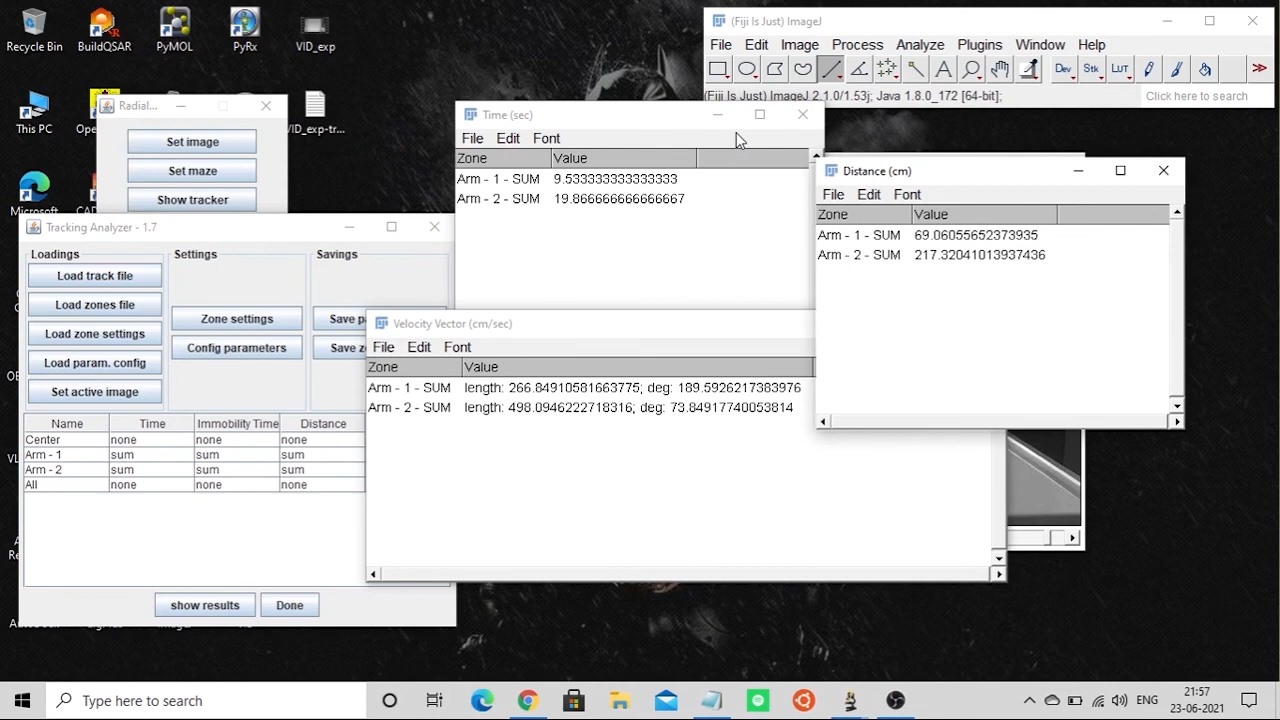 Recycle Bin
BuildQSAR
PyMOL
PyRx
VID_exp
This PC
VID_exp-tr...
Microsoft
(Fiji Is Just) ImageJ
File Edit Image Process Analyze Plugins Window Help
Dev Stk LUT
(Fiji Is Just) ImageJ 2.1.0/1.53j; Java 1.8.0_172 [64-bit];
Click here to search
Radial...
Set image
Set maze
Show tracker
Time (sec)
File Edit Font
Zone Value
Arm - 1 - SUM 9.533333333333333
Arm - 2 - SUM 19.866666666666667
Distance (cm)
File Edit Font
Zone Value
Arm - 1 - SUM 69.06055652373935
Arm - 2 - SUM 217.32041013937436
Tracking Analyzer - 1.7
Loadings Settings Savings
Load track file
Load zones file
Load zone settings
Load param. config
Set active image
Zone settings
Config parameters
Name Time Immobility Time Distance
Center none none none
Arm - 1 sum sum sum
Arm - 2 sum sum sum
All none none none
show results Done
Velocity Vector (cm/sec)
File Edit Font
Zone Value
Arm - 1 - SUM length: 266.84910581663775; deg: 189.5926217383976
Arm - 2 - SUM length: 498.0946222718316; deg: 73.84917740053814
Type here to search
ENG
21:57
23-06-2021